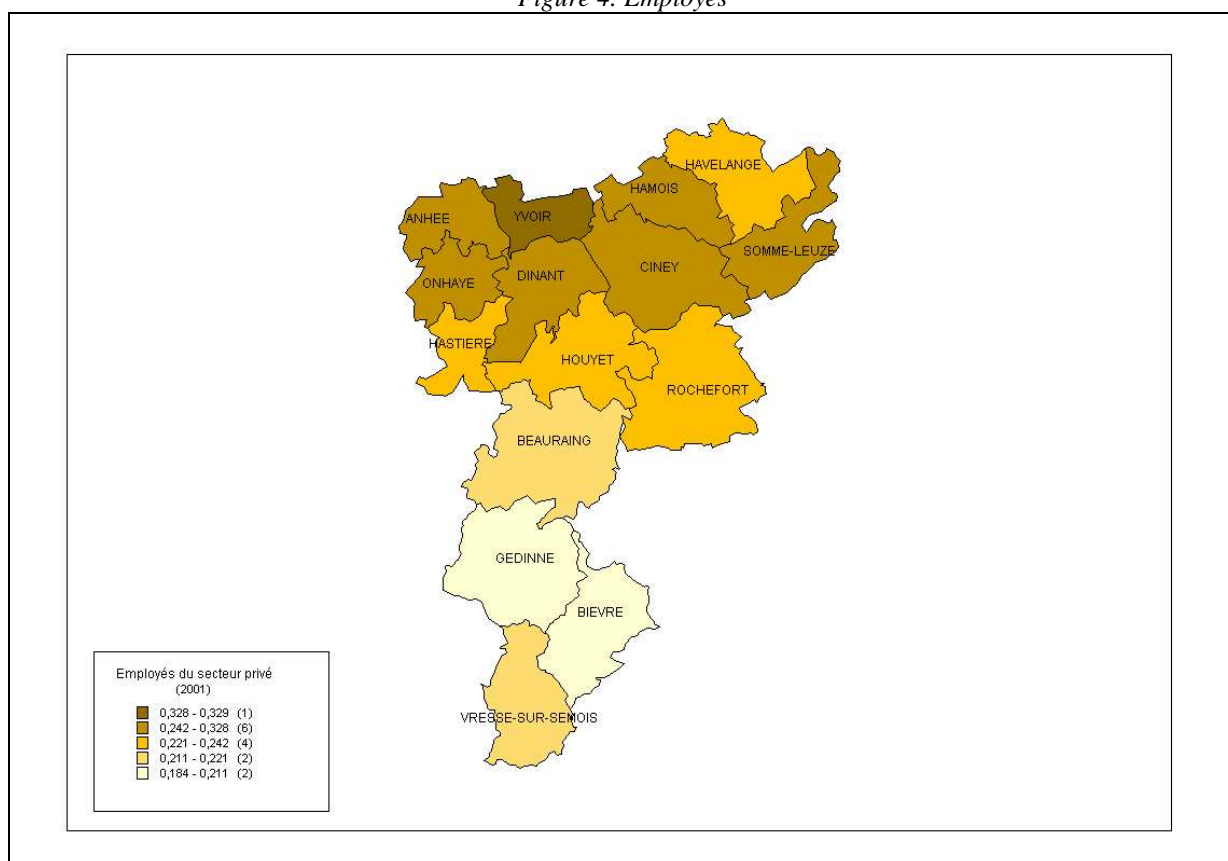 Figure 4. Employés
HAVELANGE
HAMOIS
ANHEE
YVOIR
SOMME-LEUZE
CINEY
DINANT
ONHAYE
HASTIERE
HOUYET
ROCHEFORT
BEAURAING
GEDINNE
BIEVRE
VRESSE-SUR-SEMOIS
Employés du secteur privé
(2001)
0,328 - 0,329 (1)
0,242 - 0,328 (6)
0,221 - 0,242 (4)
0,211 - 0,221 (2)
0,184 - 0,211 (2)